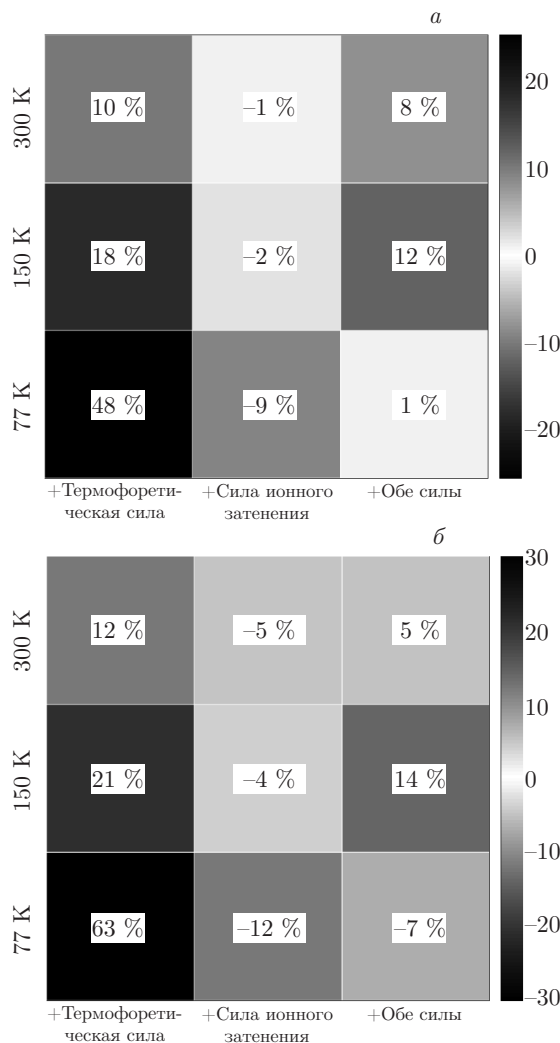 а
300 K
10 %
–1 %
8 %
150 K
18 %
–2 %
12 %
77 K
48 %
–9 %
1 %
20
10
0
–10
–20
+Термофорети-
ческая сила
+Сила ионного
затенения
+Обе силы
б
300 K
12 %
–5 %
5 %
150 K
21 %
–4 %
14 %
77 K
63 %
–12 %
–7 %
30
20
10
0
–10
–20
–30
+Термофорети-
ческая сила
+Сила ионного
затенения
+Обе силы